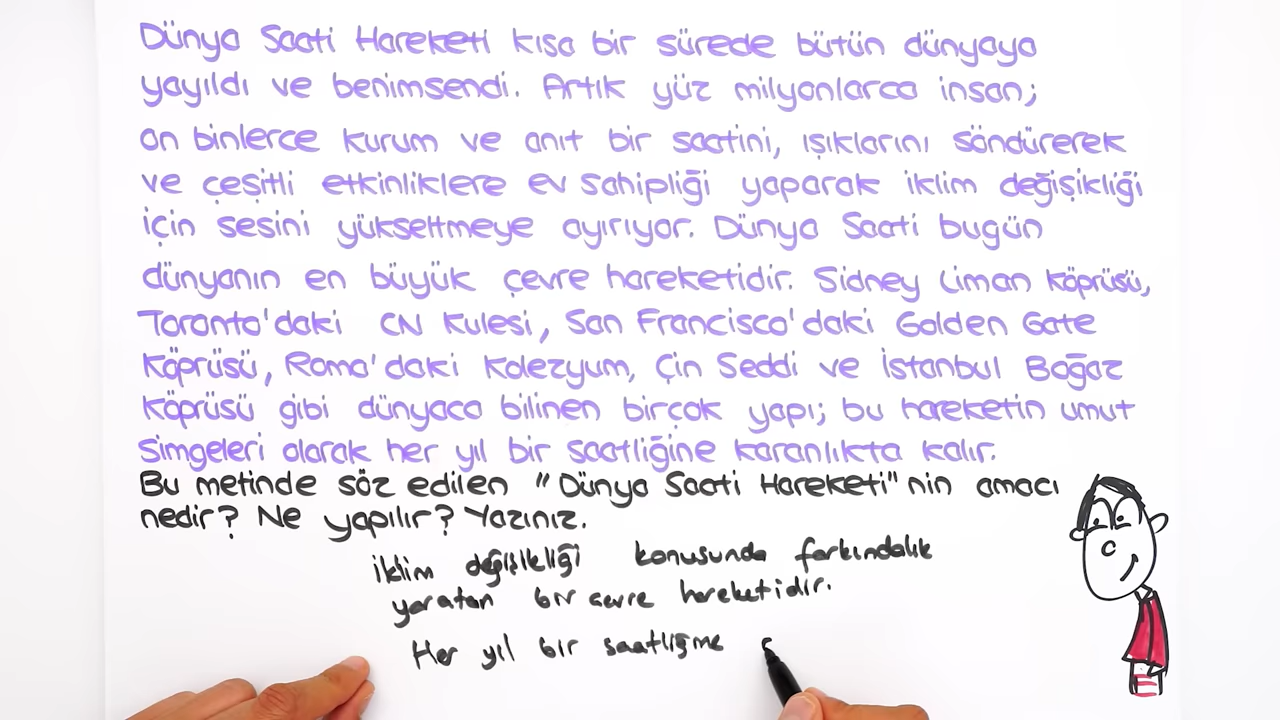 Dünya Saati Hareketi kısa bir sürede bütün dünyaya
yayıldı ve benimsendi. Artık yüz milyonlarca insan;
on binlerce kurum ve anıt bir saatini, ışıklarını söndürerek
ve çeşitli etkinliklere ev sahipliği yaparak iklim değişikliği
için sesini yükseltmeye ayırıyor. Dünya Saati bugün
dünyanın en büyük çevre hareketidir. Sidney Liman Köprüsü,
Toronto'daki CN Kulesi, San Francisco'daki Golden Gate
Köprüsü, Roma'daki Kolezyum, Çin Seddi ve İstanbul Boğaz
Köprüsü gibi dünyaca bilinen birçok yapı; bu hareketin umut
simgeleri olarak her yıl bir saatliğine karanlıkta kalır.
Bu metinde söz edilen "Dünya Saati Hareketi"nin amacı
nedir? Ne yapılır? Yazınız.
iklim değişikliği konusunda farkındalık
yaratan bir çevre hareketidir.
Her yıl bir saatliğine